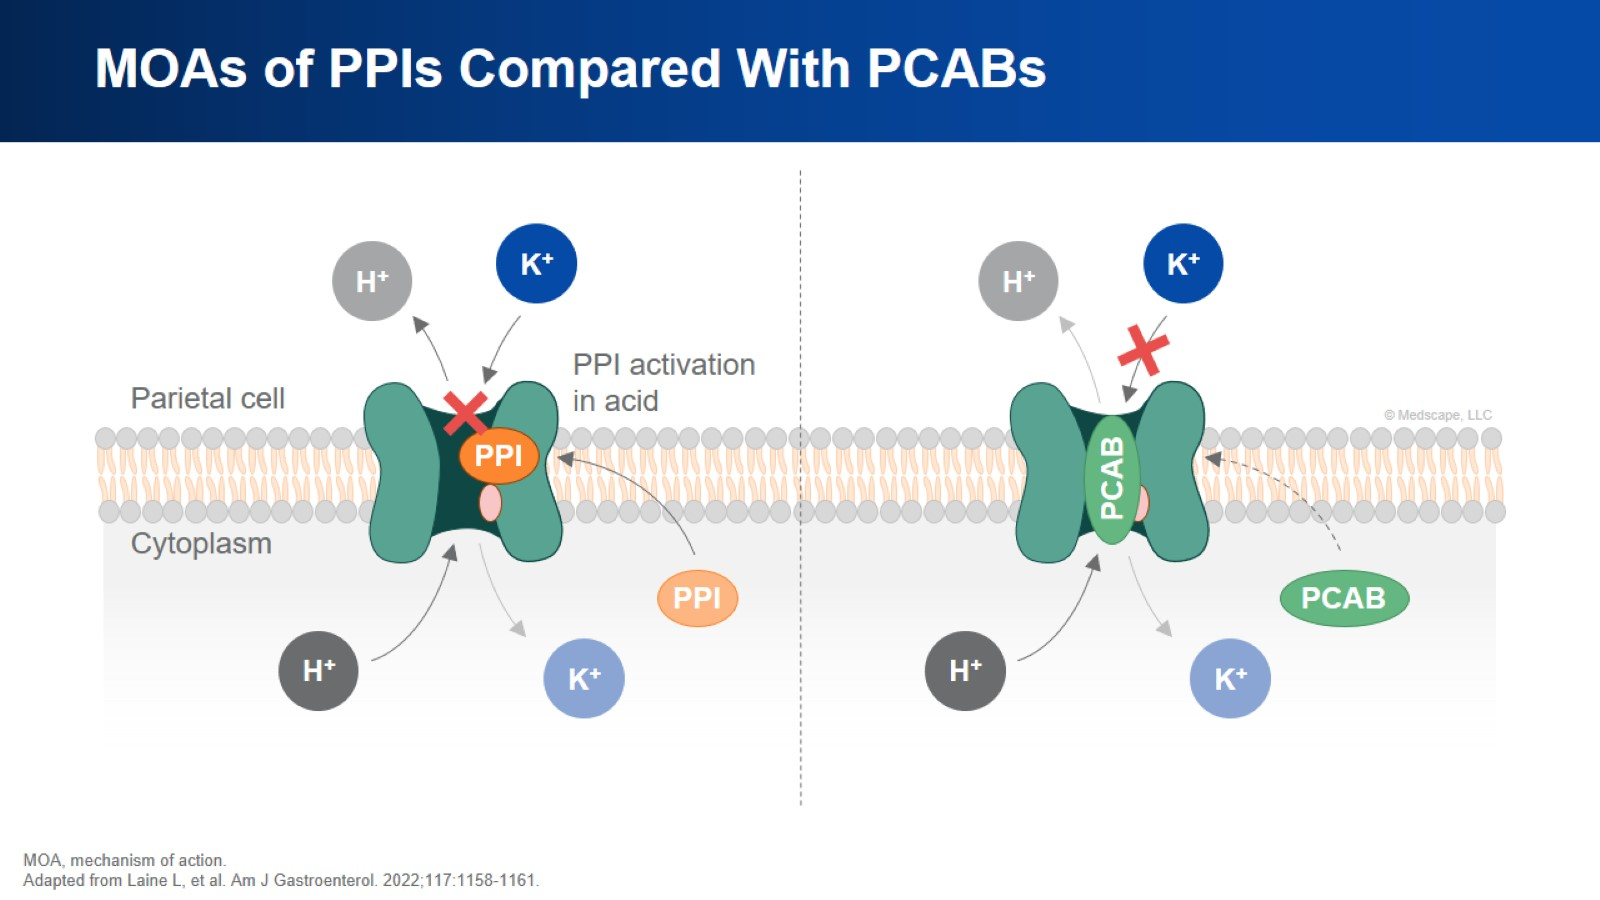 MOAs of PPIs Compared With PCABs
H⁺
K⁺
PPI activation
in acid
Parietal cell
PPI
Cytoplasm
PPI
H⁺
K⁺
H⁺
K⁺
© Medscape, LLC
PCAB
PCAB
H⁺
K⁺
MOA, mechanism of action.
Adapted from Laine L, et al. Am J Gastroenterol. 2022;117:1158-1161.